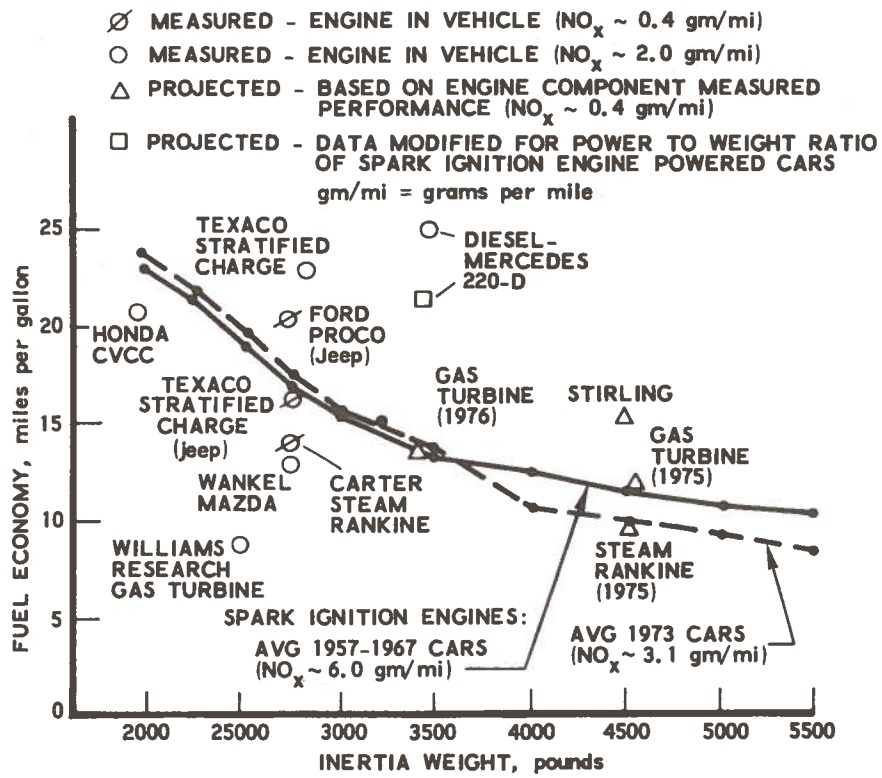 MEASURED - ENGINE IN VEHICLE (NOx ~ 0.4 gm/mi)
MEASURED - ENGINE IN VEHICLE (NOx ~ 2.0 gm/mi)
PROJECTED - BASED ON ENGINE COMPONENT MEASURED
PERFORMANCE (NOx ~ 0.4 gm/mi)
PROJECTED - DATA MODIFIED FOR POWER TO WEIGHT RATIO
OF SPARK IGNITION ENGINE POWERED CARS
gm/mi = grams per mile
FUEL ECONOMY, miles per gallon
25
20
15
10
5
0
TEXACO
STRATIFIED
CHARGE
DIESEL-
MERCEDES
220-D
HONDA
CVCC
FORD
PROCO
(Jeep)
TEXACO
STRATIFIED
CHARGE
(jeep)
GAS
TURBINE
(1976)
STIRLING
GAS
TURBINE
(1975)
WANKEL
MAZDA
CARTER
STEAM
RANKINE
WILLIAMS
RESEARCH
GAS TURBINE
STEAM
RANKINE
(1975)
SPARK IGNITION ENGINES:
AVG 1957-1967 CARS
(NOx ~ 6.0 gm/mi)
AVG 1973 CARS
(NOx ~ 3.1 gm/mi)
2000 25000 3000 3500 4000 4500 5000 5500
INERTIA WEIGHT, pounds